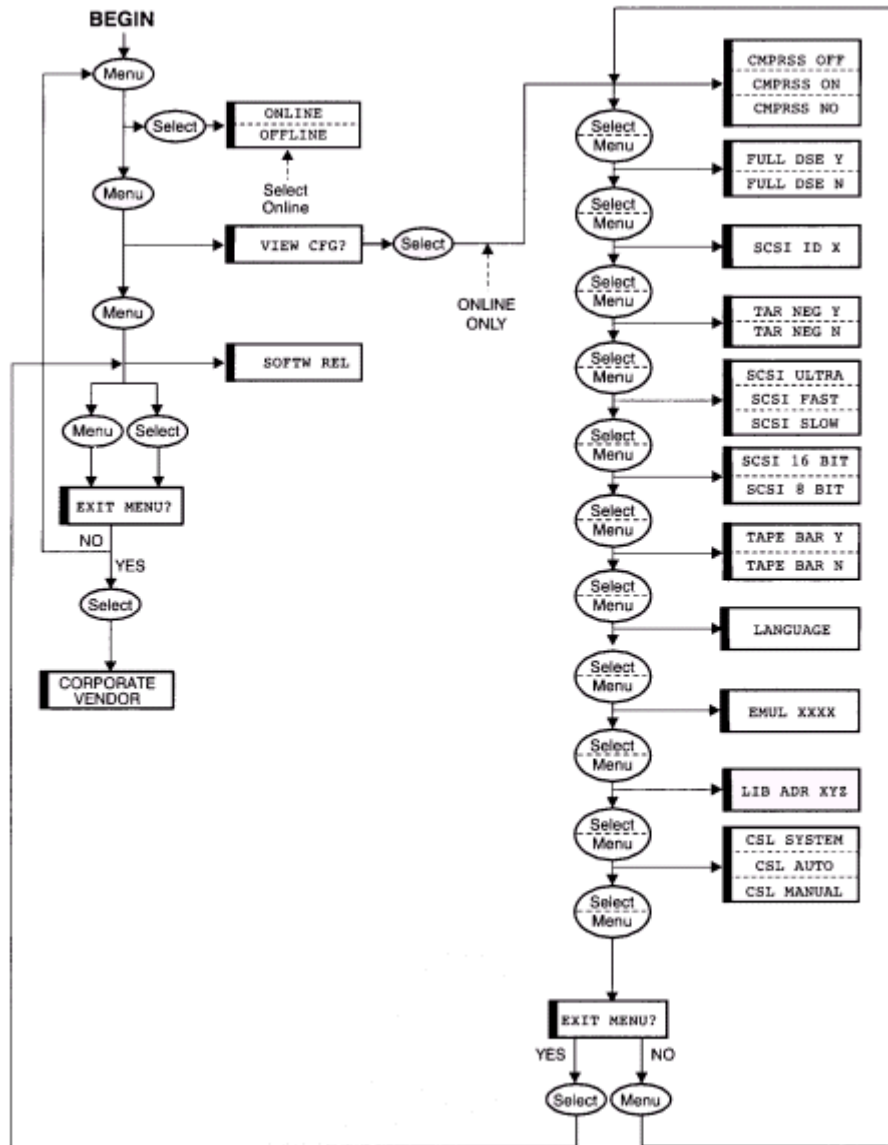 BEGIN
Menu
Select
ONLINE
OFFLINE
Select
Online
Menu
VIEW CFG?
Select
ONLINE
ONLY
Menu
SOFTW REL
Menu
Select
EXIT MENU?
NO
YES
Select
CORPORATE
VENDOR
CMPRSS OFF
CMPRSS ON
CMPRSS NO
Select
Menu
FULL DSE Y
FULL DSE N
Select
Menu
SCSI ID X
Select
Menu
TAR NEG Y
TAR NEG N
Select
Menu
SCSI ULTRA
SCSI FAST
SCSI SLOW
Select
Menu
SCSI 16 BIT
SCSI 8 BIT
Select
Menu
TAPE BAR Y
TAPE BAR N
Select
Menu
LANGUAGE
Select
Menu
EMUL XXXX
Select
Menu
LIB ADR XYZ
Select
Menu
CSL SYSTEM
CSL AUTO
CSL MANUAL
Select
Menu
EXIT MENU?
YES
NO
Select
Menu